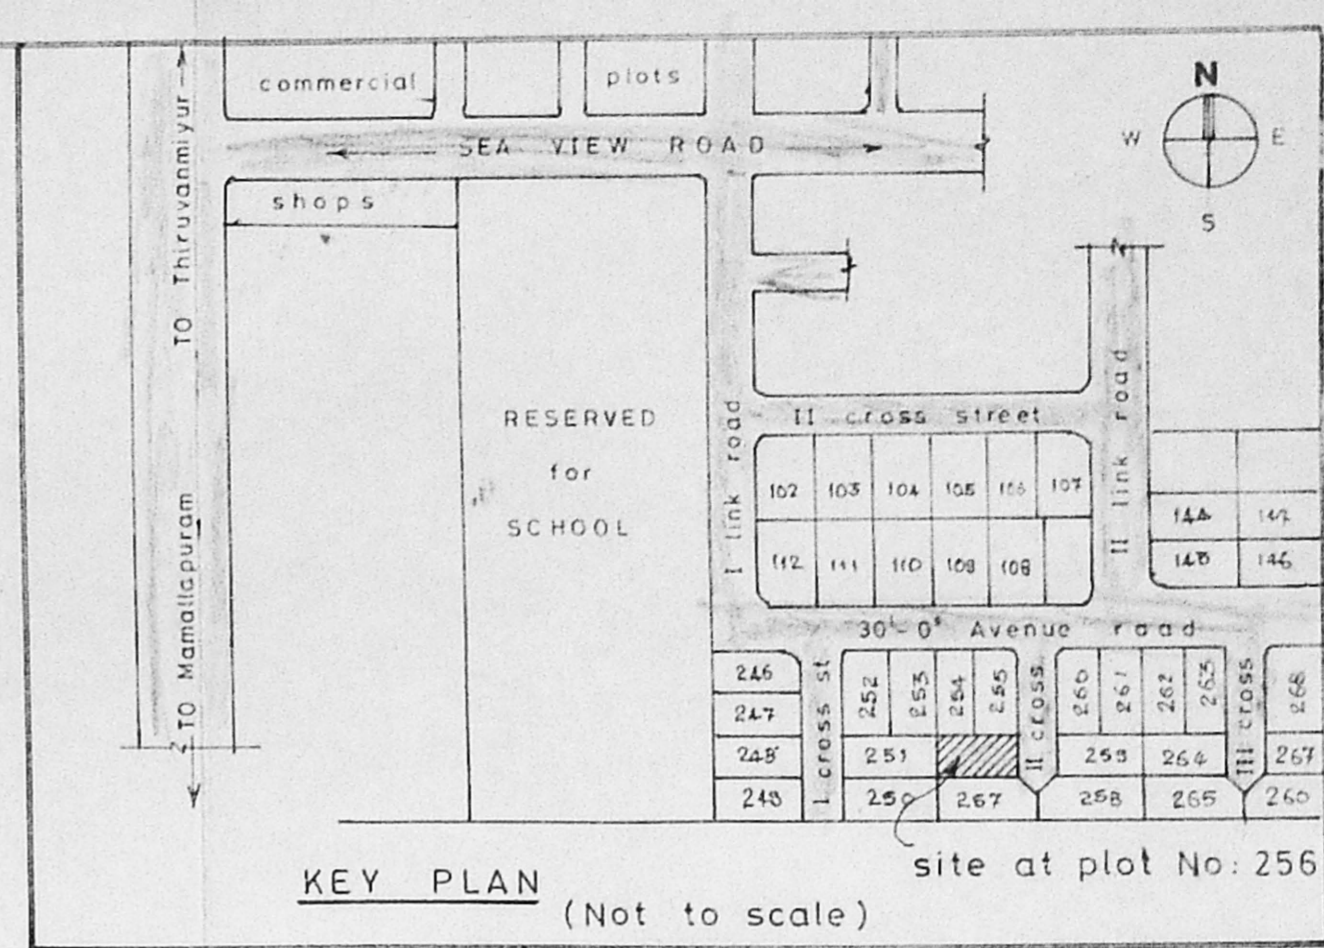 commercial
plots
N
W
E
S
SEA VIEW ROAD
shops
TO Thiruvanmiyur
TO Mamallapuram
RESERVED
for
SCHOOL
I link road
II cross street
II link road
102 103 104 105 106 107
112 111 110 109 108
144 147
145 146
30'-0" Avenue road
246
247
248
249
I cross st
252 253 254 255
251
250 257
II cross
260 261 262 263
259 264
258 265
III cross
268
267
260
site at plot No: 256
KEY PLAN
(Not to scale)